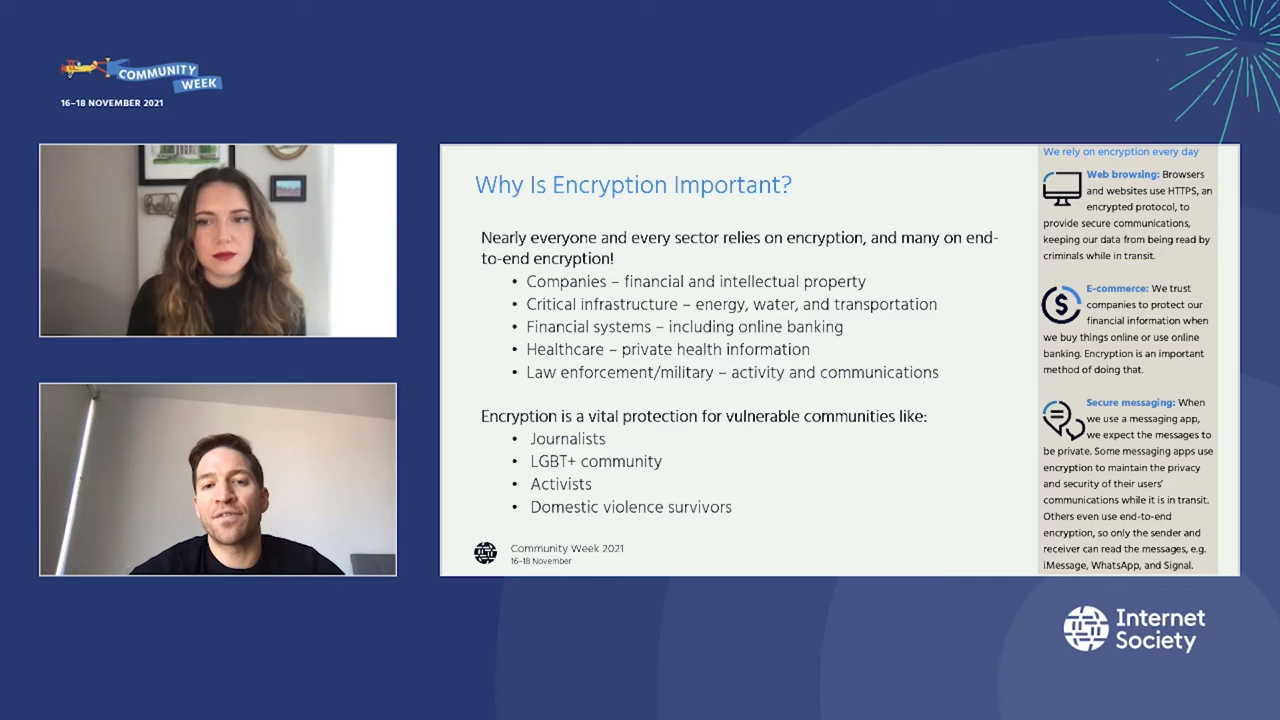 COMMUNITY
WEEK
16–18 NOVEMBER 2021
Why Is Encryption Important?
Nearly everyone and every sector relies on encryption, and many on end-
to-end encryption!
• Companies – financial and intellectual property
• Critical infrastructure – energy, water, and transportation
• Financial systems – including online banking
• Healthcare – private health information
• Law enforcement/military – activity and communications
Encryption is a vital protection for vulnerable communities like:
• Journalists
• LGBT+ community
• Activists
• Domestic violence survivors
Community Week 2021
16–18 November
We rely on encryption every day
Web browsing: Browsers
and websites use HTTPS, an
encrypted protocol, to
provide secure communications,
keeping our data from being read by
criminals while in transit.
$
E-commerce: We trust
companies to protect our
financial information when
we buy things online or use online
banking. Encryption is an important
method of doing that.
Secure messaging: When
we use a messaging app,
we expect the messages to
be private. Some messaging apps use
encryption to maintain the privacy
and security of their users'
communications while it is in transit.
Others even use end-to-end
encryption, so only the sender and
receiver can read the messages, e.g.
iMessage, WhatsApp, and Signal.
Internet
Society